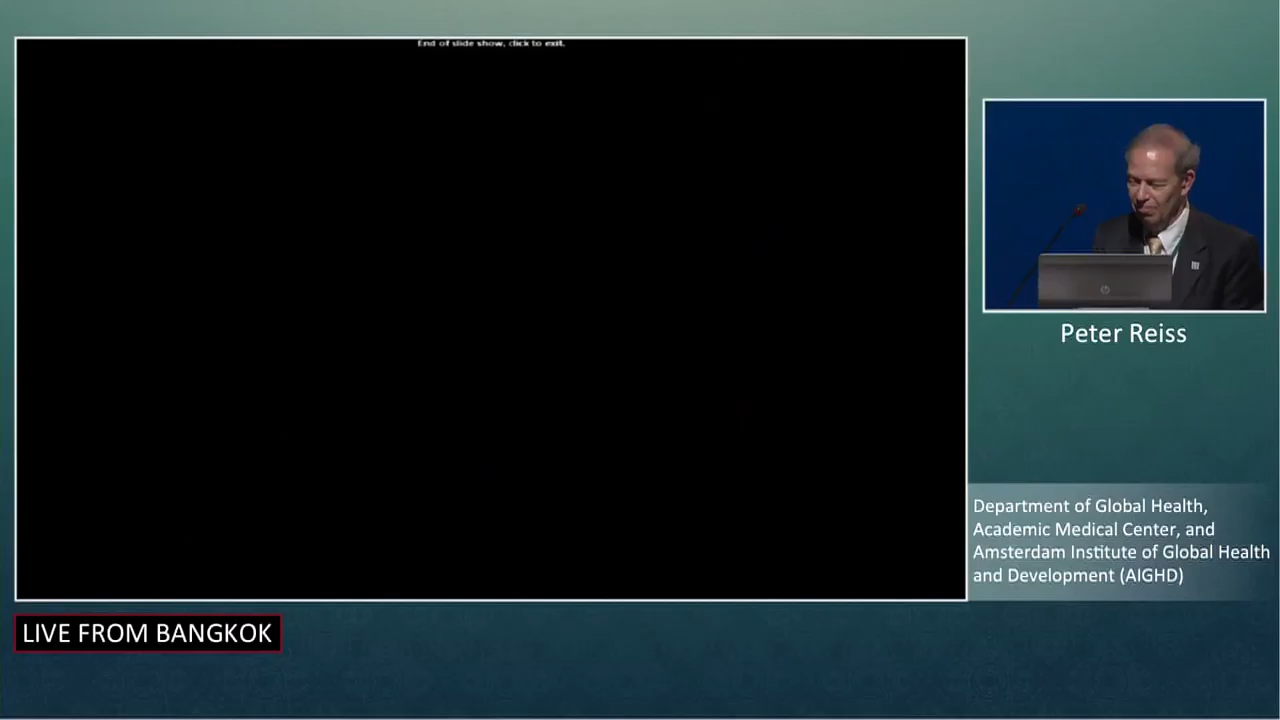 End of slide show, click to exit.
Peter Reiss
Department of Global Health,
Academic Medical Center, and
Amsterdam Institute of Global Health
and Development (AIGHD)
LIVE FROM BANGKOK